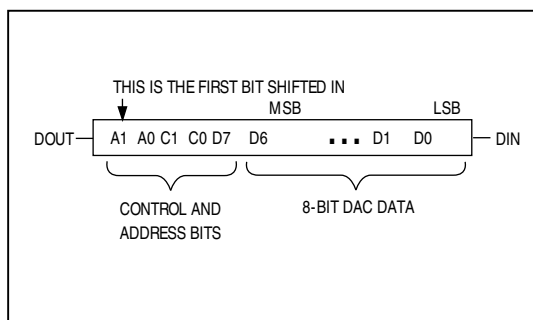 THIS IS THE FIRST BIT SHIFTED IN
MSB LSB
DOUT A1 A0 C1 C0 D7 D6 ... D1 D0 DIN
CONTROL AND
ADDRESS BITS
8-BIT DAC DATA